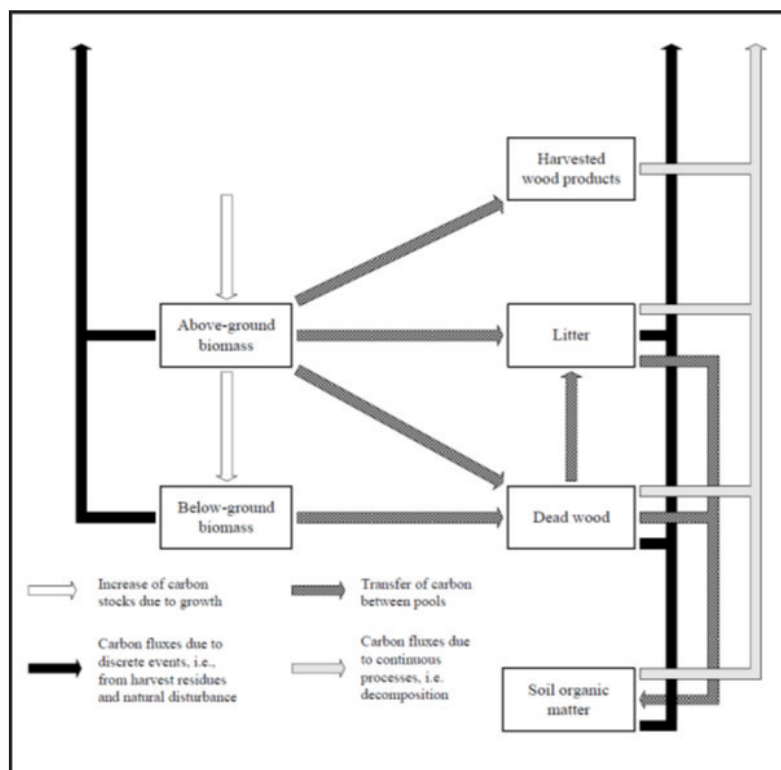 Harvested
wood products
Above-ground
biomass
Litter
Below-ground
biomass
Dead wood
Increase of carbon
stocks due to growth
Transfer of carbon
between pools
Carbon fluxes due to
discrete events, i.e.,
from harvest residues
and natural disturbance
Carbon fluxes due
to continuous
processes, i.e.
decomposition
Soil organic
matter